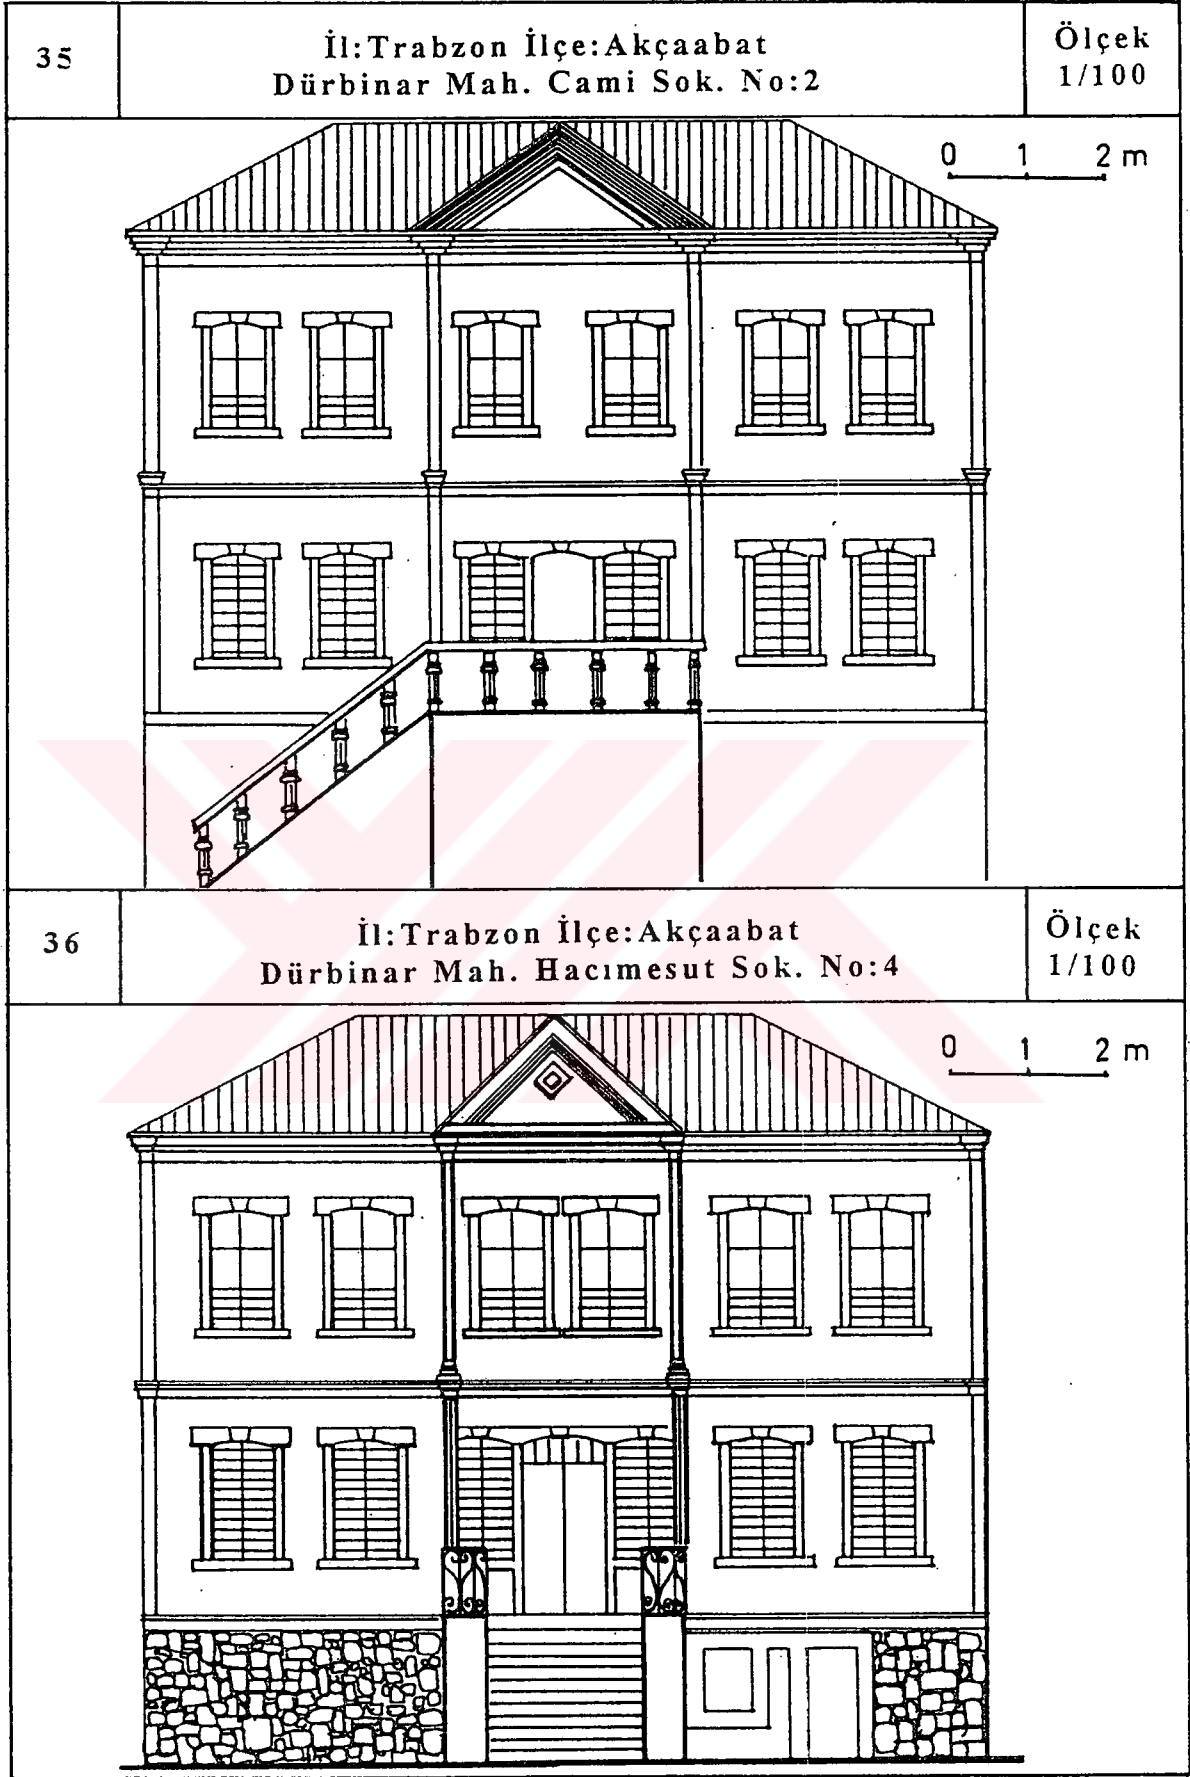 35
İl:Trabzon İlçe:Akçaabat
Dürbinar Mah. Cami Sok. No:2
Ölçek
1/100
0 1 2 m
36
İl:Trabzon İlçe:Akçaabat
Dürbinar Mah. Hacımesut Sok. No:4
Ölçek
1/100
0 1 2 m